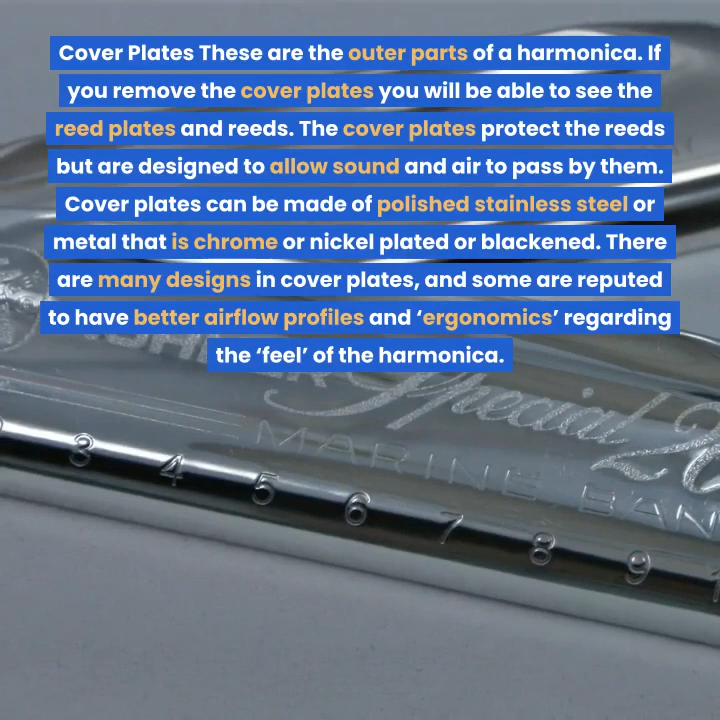 Cover Plates These are the outer parts of a harmonica. If
you remove the cover plates you will be able to see the
reed plates and reeds. The cover plates protect the reeds
but are designed to allow sound and air to pass by them.
Cover plates can be made of polished stainless steel or
metal that is chrome or nickel plated or blackened. There
are many designs in cover plates, and some are reputed
to have better airflow profiles and ‘ergonomics’ regarding
the ‘feel’ of the harmonica.
Special 20
MARINE BAN
3 4 5 6 7 8 9